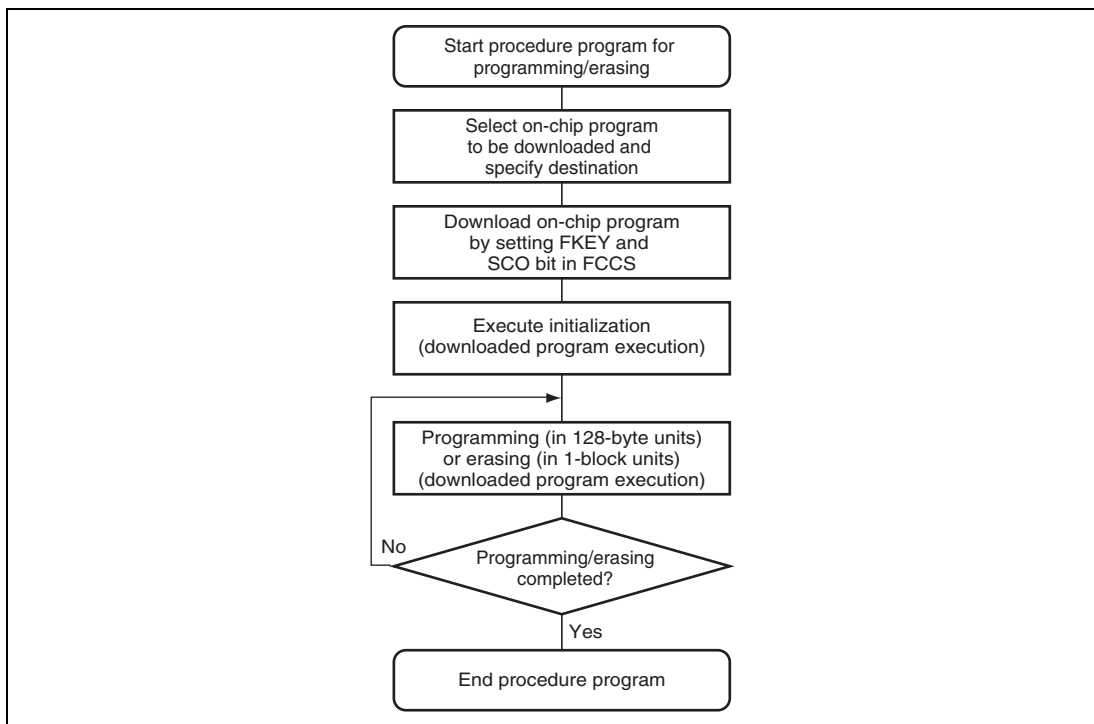 Start procedure program for
programming/erasing
Select on-chip program
to be downloaded and
specify destination
Download on-chip program
by setting FKEY and
SCO bit in FCCS
Execute initialization
(downloaded program execution)
Programming (in 128-byte units)
or erasing (in 1-block units)
(downloaded program execution)
No
Programming/erasing
completed?
Yes
End procedure program